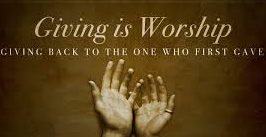 Giving is Worship
GIVING BACK TO THE ONE WHO FIRST GAVE